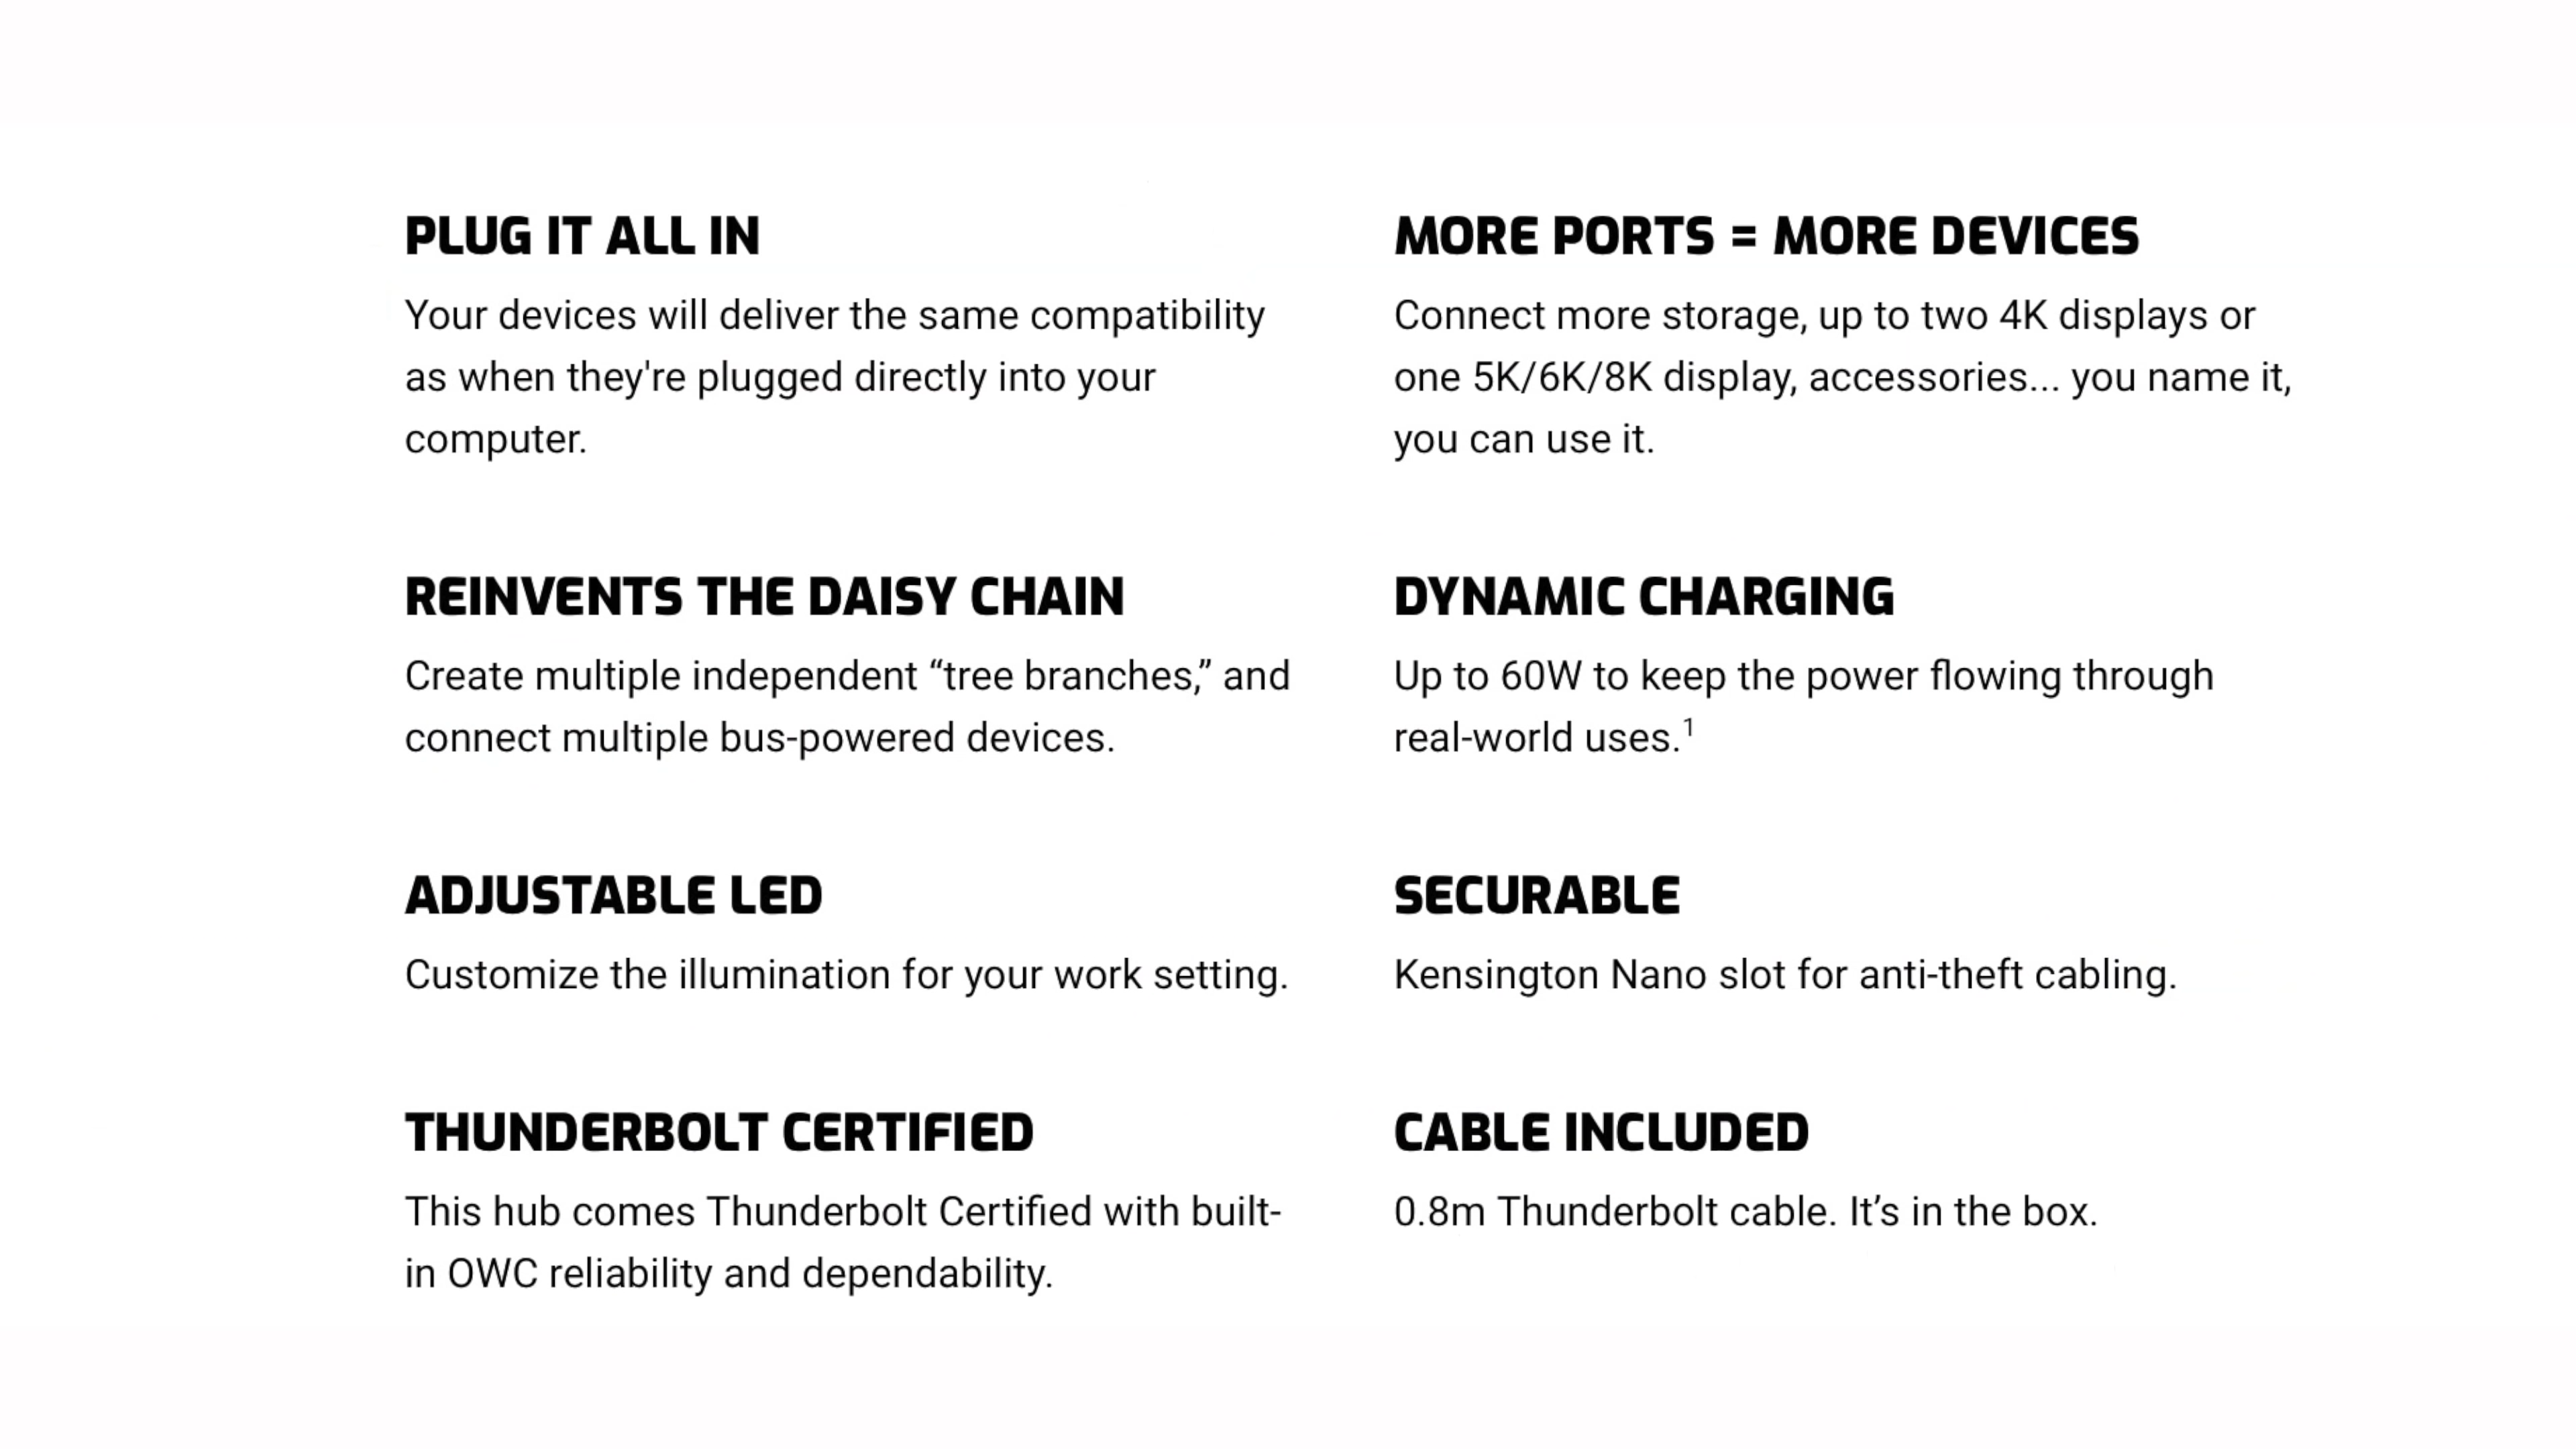 PLUG IT ALL IN
Your devices will deliver the same compatibility
as when they're plugged directly into your
computer.
MORE PORTS = MORE DEVICES
Connect more storage, up to two 4K displays or
one 5K/6K/8K display, accessories... you name it,
you can use it.
REINVENTS THE DAISY CHAIN
Create multiple independent “tree branches,” and
connect multiple bus-powered devices.
DYNAMIC CHARGING
Up to 60W to keep the power flowing through
real-world uses.¹
ADJUSTABLE LED
Customize the illumination for your work setting.
SECURABLE
Kensington Nano slot for anti-theft cabling.
THUNDERBOLT CERTIFIED
This hub comes Thunderbolt Certified with built-
in OWC reliability and dependability.
CABLE INCLUDED
0.8m Thunderbolt cable. It’s in the box.